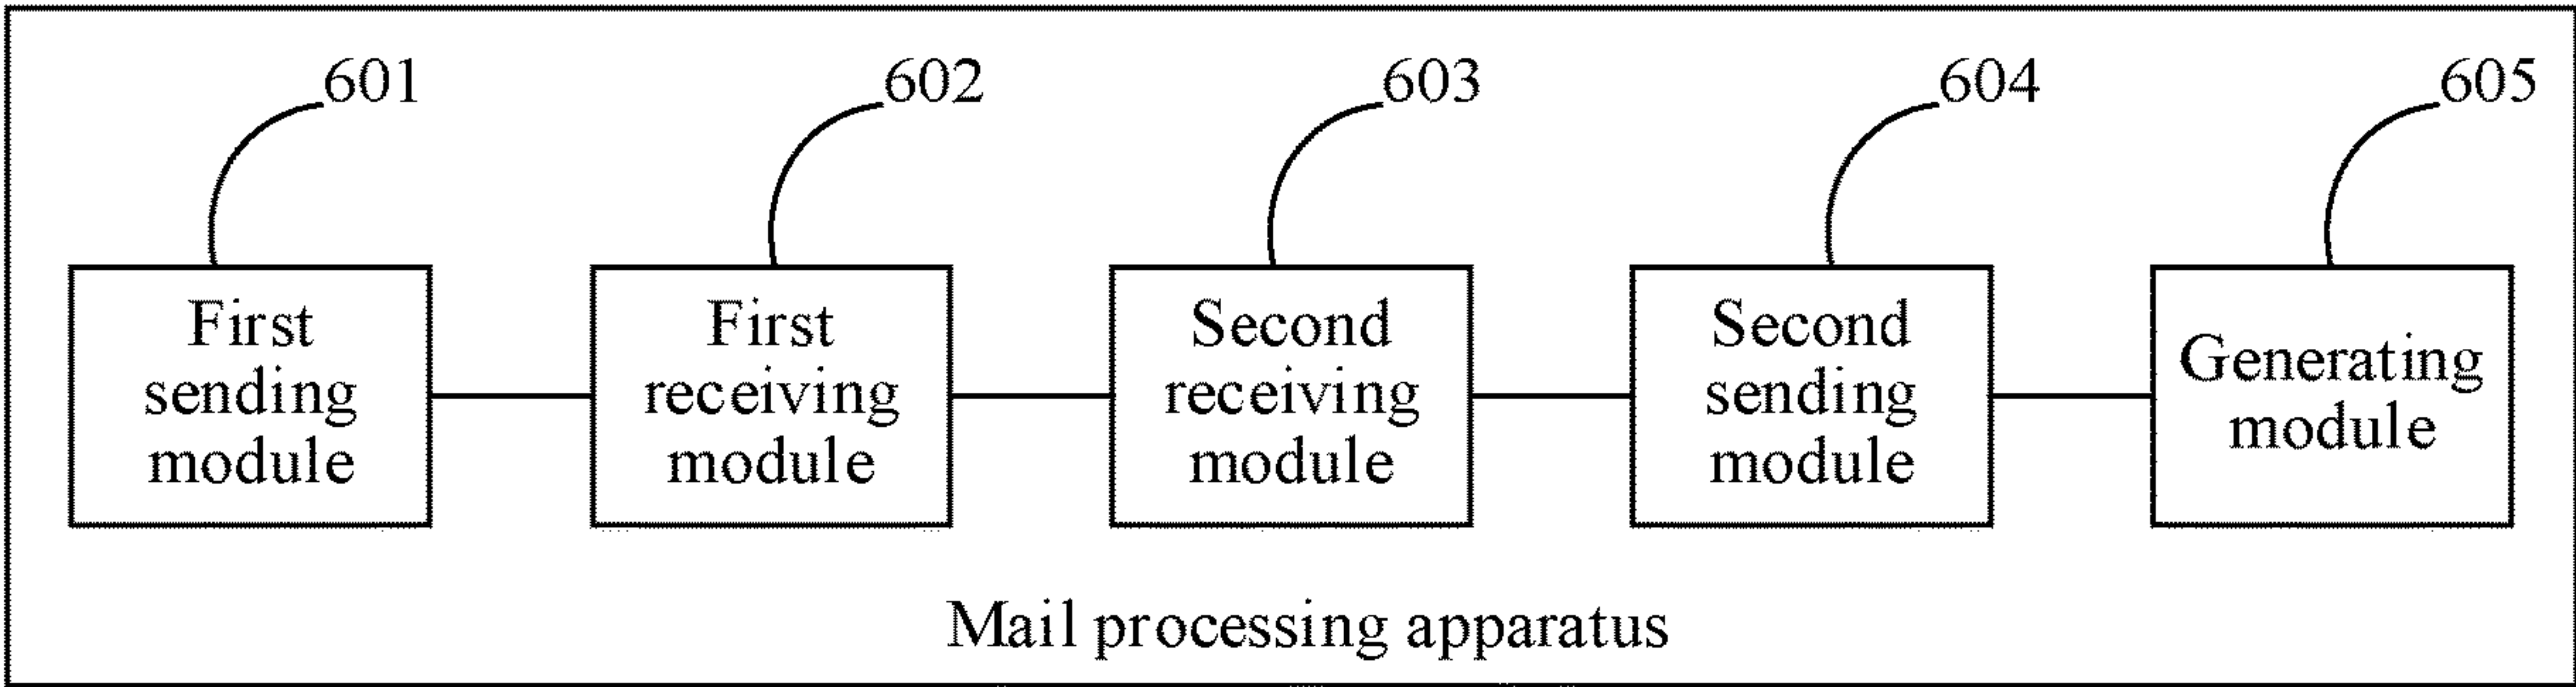 601
602
603
604
605
First
sending
module
First
receiving
module
Second
receiving
module
Second
sending
module
Generating
module
Mail processing apparatus